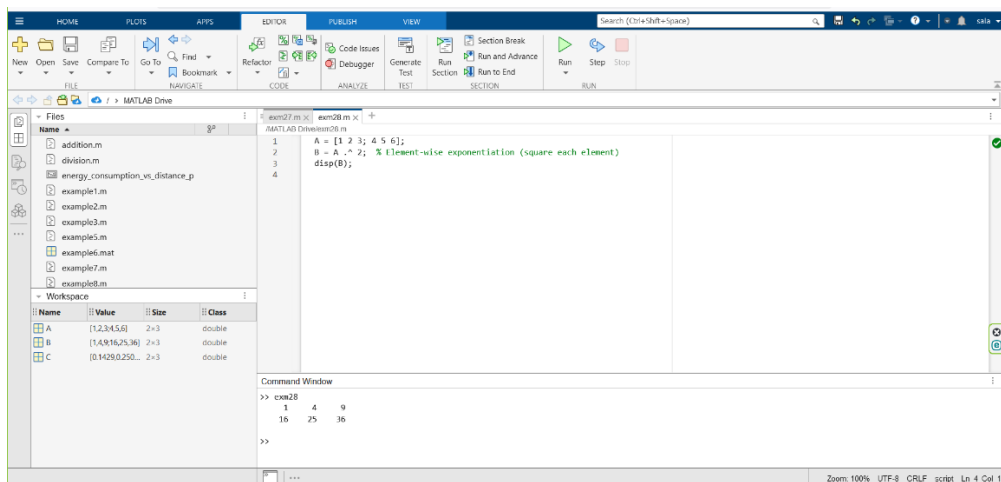 HOME PLOTS APPS EDITOR PUBLISH VIEW Search (Ctrl+Shift+Space) sala
New Open Save Compare To Go To Find Bookmark Refactor Code Issues Debugger Generate Test Run Section Section Break Run and Advance Run to End Run Step Stop
FILE NAVIGATE CODE ANALYZE TEST SECTION RUN
/ > MATLAB Drive
Files
Name
addition.m
division.m
energy_consumption_vs_distance_p
example1.m
example2.m
example3.m
example5.m
example6.mat
example7.m
example8.m
Workspace
Name Value Size Class
A [1,2,3;4,5,6] 2×3 double
B [1,4,9;16,25,36] 2×3 double
C [0.1429,0.250... 2×3 double
exm27.m × exm28.m × +
/MATLAB Drive/exm28.m
1 A = [1 2 3; 4 5 6];
2 B = A .^ 2; % Element-wise exponentiation (square each element)
3 disp(B);
4
Command Window
>> exm28
1 4 9
16 25 36
>>
Zoom: 100% UTF-8 CRLF script Ln 4 Col 1